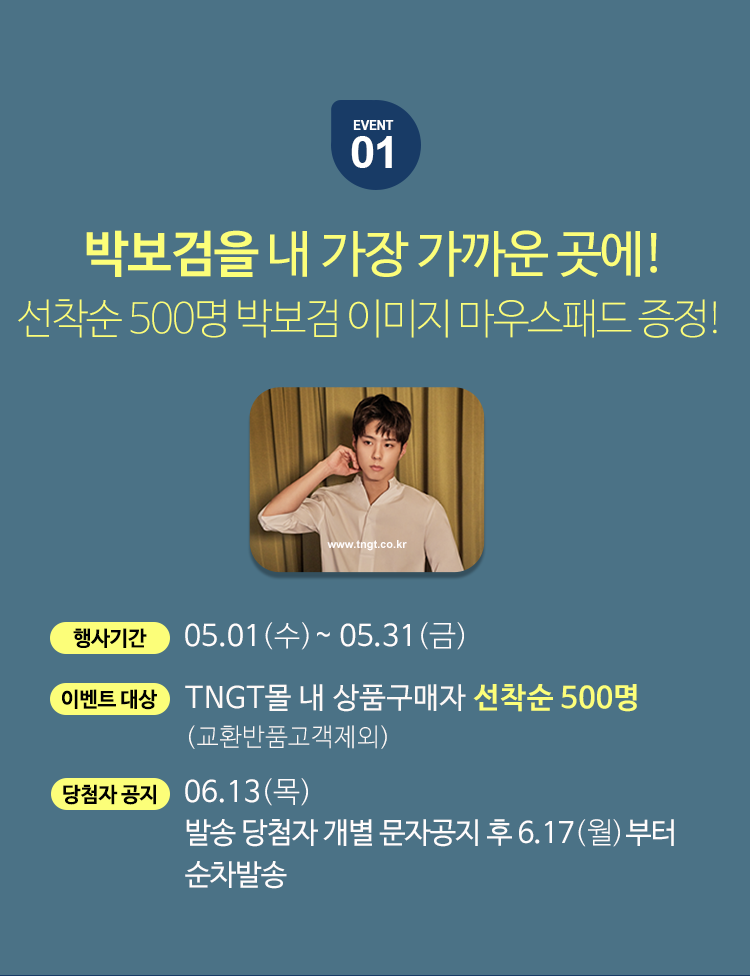 EVENT
01
박보검을 내 가장 가까운 곳에!
선착순 500명 박보검 이미지 마우스패드 증정!
www.tngt.co.kr
행사기간 05.01(수) ~ 05.31(금)
이벤트 대상 TNGT몰 내 상품구매자 선착순 500명
(교환반품고객제외)
당첨자 공지 06.13(목)
발송 당첨자 개별 문자공지 후 6.17(월)부터
순차발송